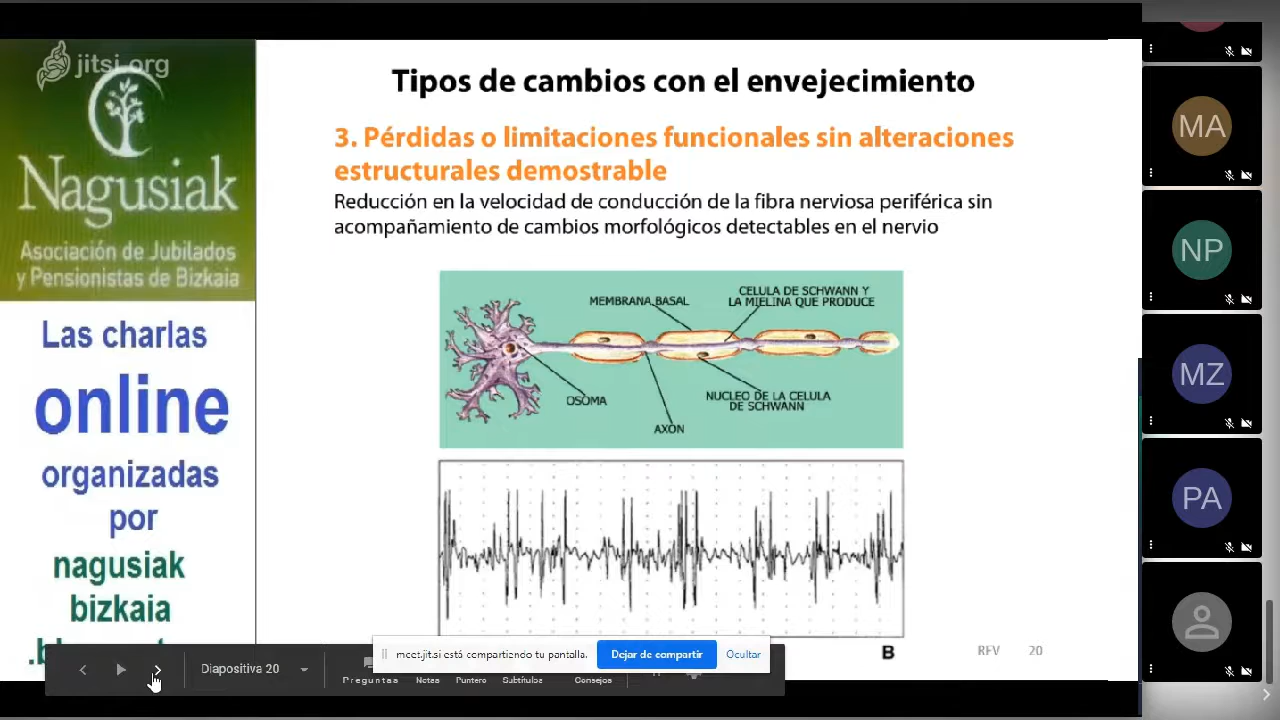 jitsi.org
Nagusiak
Asociación de Jubilados
y Pensionistas de Bizkaia
Las charlas
online
organizadas
por
nagusiak
bizkaia
Tipos de cambios con el envejecimiento
3. Pérdidas o limitaciones funcionales sin alteraciones
estructurales demostrable
Reducción en la velocidad de conducción de la fibra nerviosa periférica sin
acompañamiento de cambios morfológicos detectables en el nervio
MEMBRANA BASAL
CELULA DE SCHWANN Y
LA MIELINA QUE PRODUCE
OSOMA
AXÓN
NUCLEO DE LA CELULA
DE SCHWANN
B
REV 20
meet.jit.si está compartiendo tu pantalla.
Dejar de compartir
Ocultar
Diapositiva 20
Preguntas
Notas
Puntero
Subtítulos
Consejos
MA
NP
MZ
PA